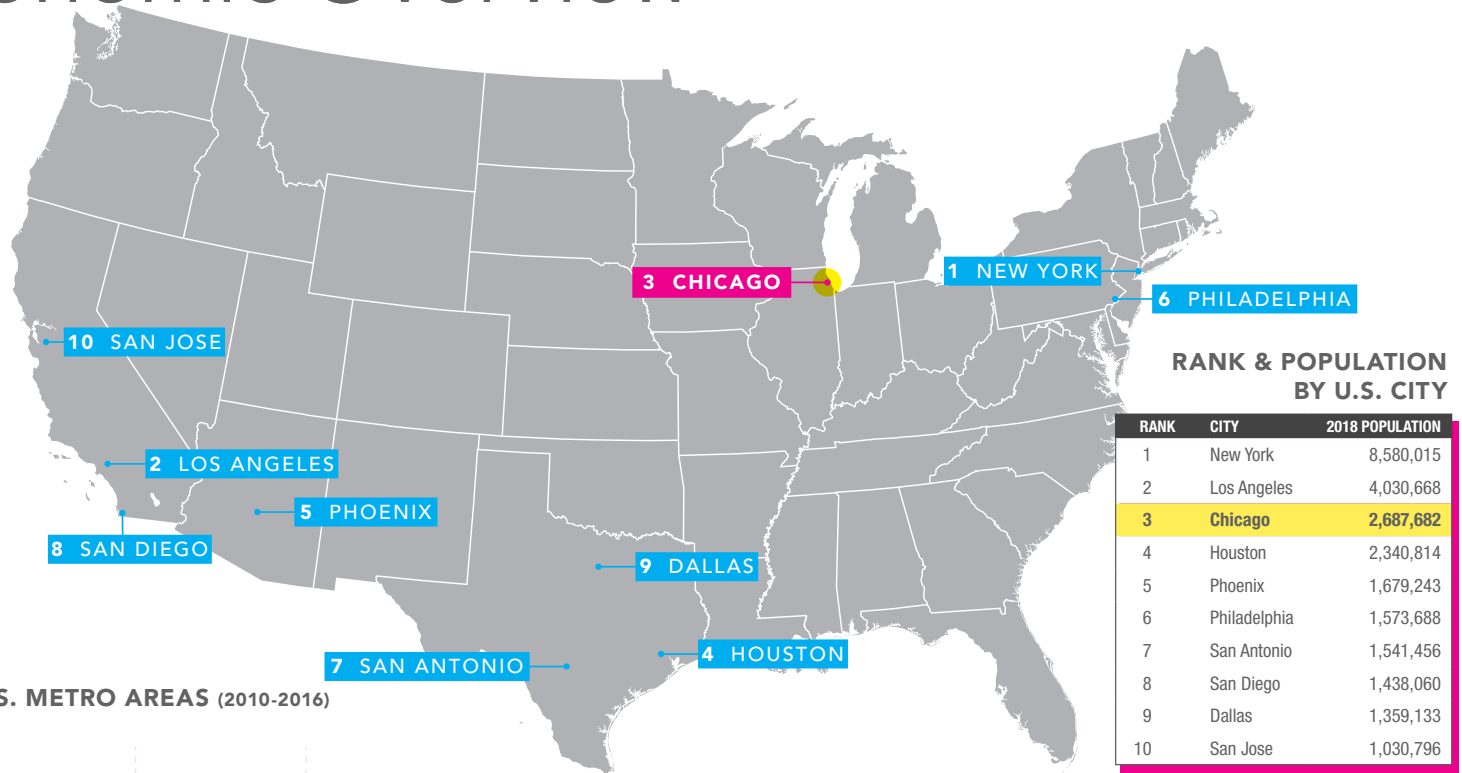 3 CHICAGO
1 NEW YORK
6 PHILADELPHIA
10 SAN JOSE
2 LOS ANGELES
5 PHOENIX
8 SAN DIEGO
9 DALLAS
4 HOUSTON
7 SAN ANTONIO
RANK & POPULATION
BY U.S. CITY
RANK CITY 2018 POPULATION
1 New York 8,580,015
2 Los Angeles 4,030,668
3 Chicago 2,687,682
4 Houston 2,340,814
5 Phoenix 1,679,243
6 Philadelphia 1,573,688
7 San Antonio 1,541,456
8 San Diego 1,438,060
9 Dallas 1,359,133
10 San Jose 1,030,796
S. METRO AREAS (2010-2016)